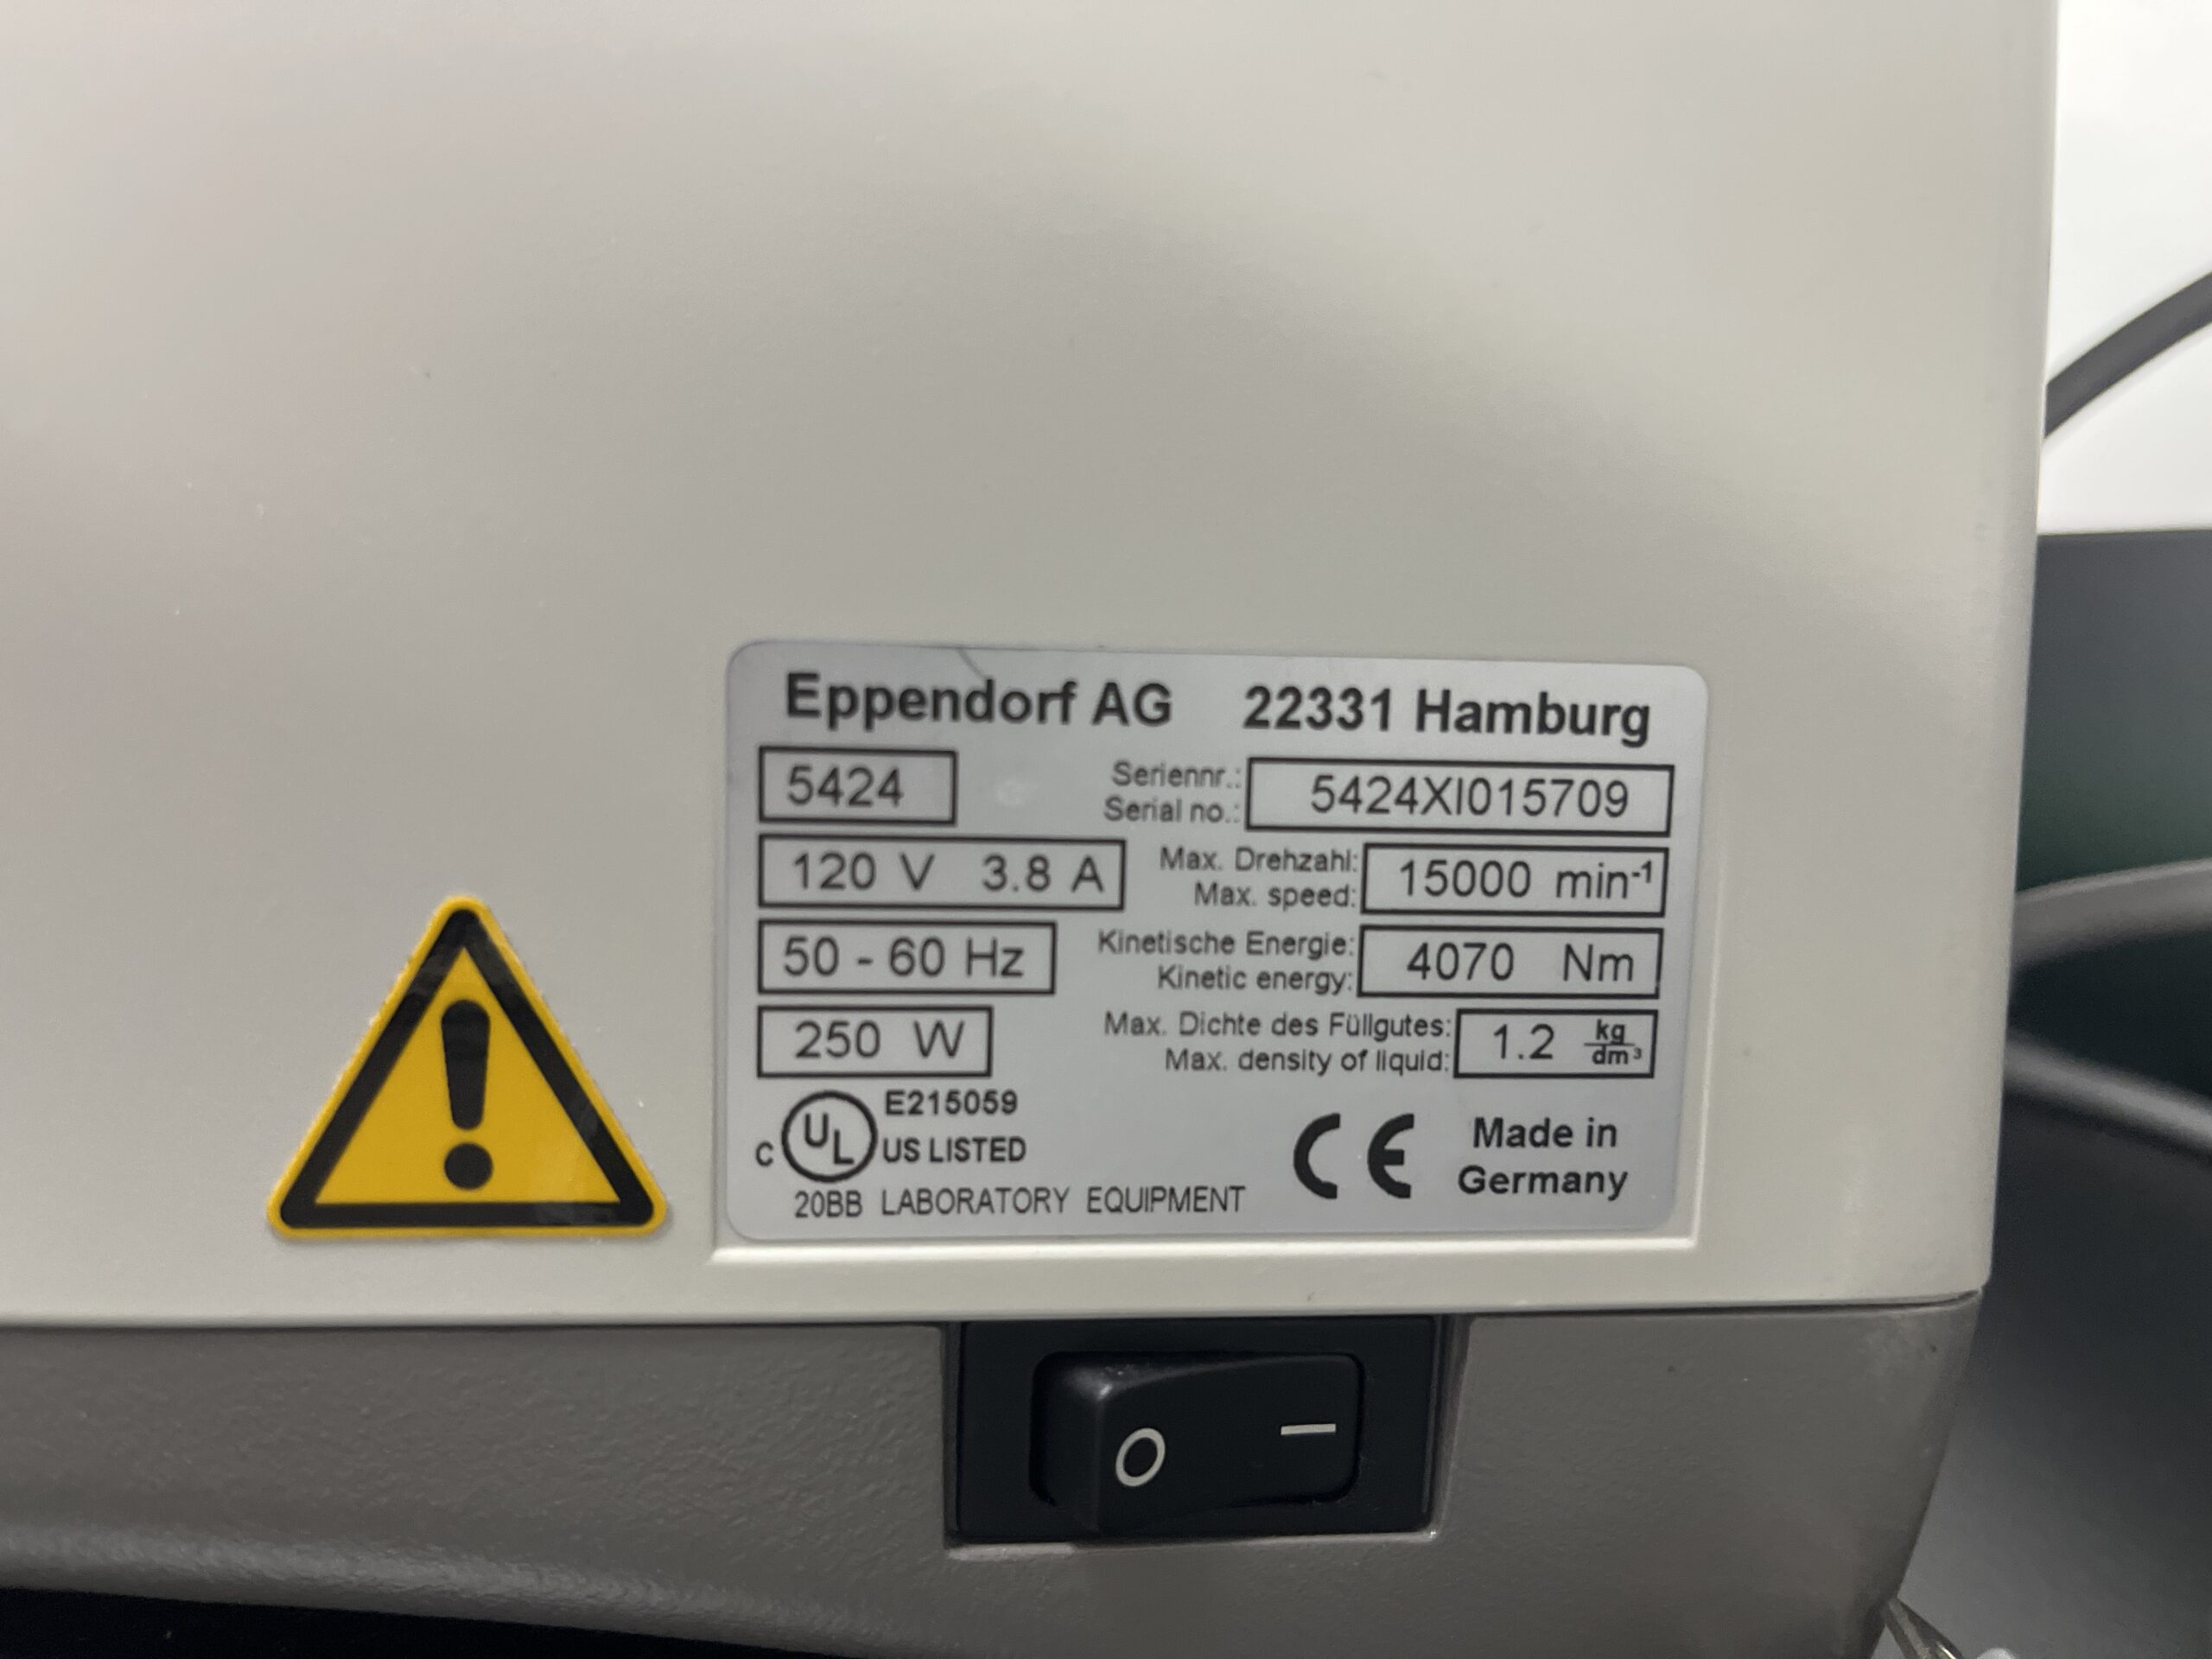 Eppendorf AG 22331 Hamburg
5424
Seriennr.:
Serial no.:
5424XI015709
120 V 3.8 A
Max. Drehzahl:
Max. speed:
15000 min⁻¹
50 - 60 Hz
Kinetische Energie:
Kinetic energy:
4070 Nm
250 W
Max. Dichte des Füllgutes:
Max. density of liquid:
1.2 kg/dm³
C UL US LISTED
E215059
20BB LABORATORY EQUIPMENT
CE
Made in
Germany
O I